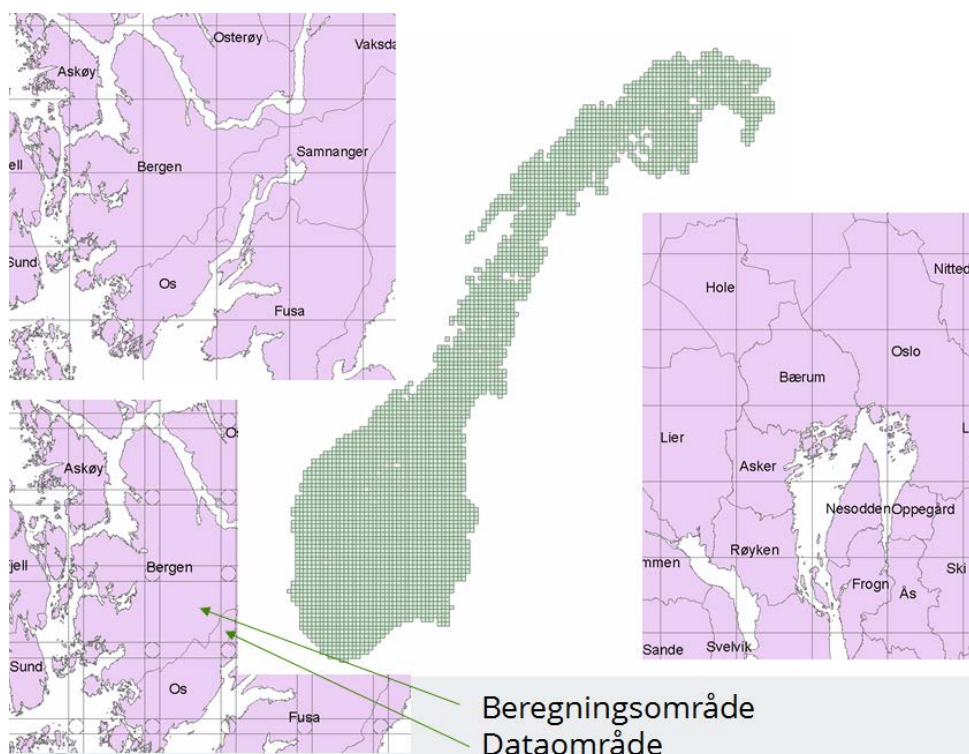 Osterøy
Vaksda
Askøy
Bergen
Samnanger
ell
Sund
Os
Fusa
Hole
Nitted
Oslo
Bærum
Lier
L
Asker
Nesodden
Oppegård
Røyken
mmen
Ski
Frogn
Ås
Sande
Svelvik
Os
Askøy
jell
Bergen
Sund
Os
Fusa
Beregningsområde
Dataområde